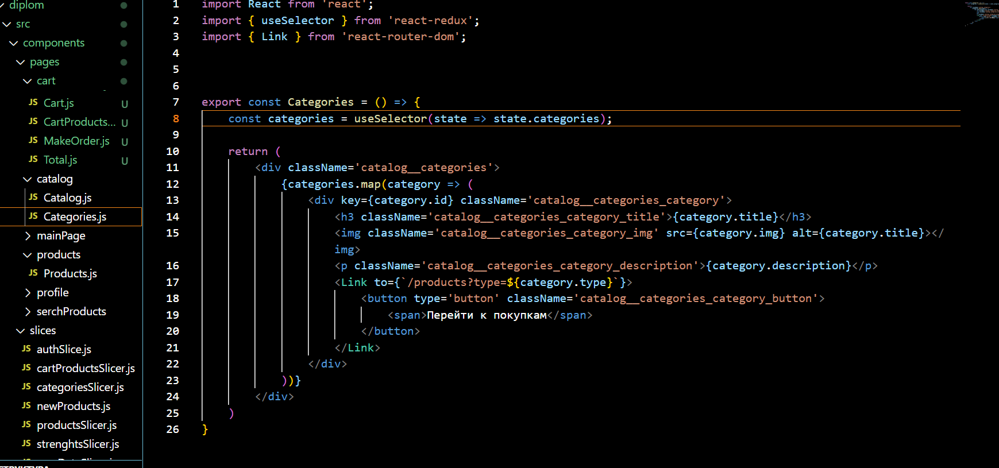 diplom
src
components
pages
cart
JS Cart.js U
JS CartProducts... U
JS MakeOrder.js U
JS Total.js U
catalog
JS Catalog.js
JS Categories.js
mainPage
products
JS Products.js
profile
serchProducts
slices
JS authSlice.js
JS cartProductsSlicer.js
JS categoriesSlicer.js
JS newProducts.js
JS productsSlicer.js
JS strenghtsSlicer.js
1 import React from 'react';
2 import { useSelector } from 'react-redux';
3 import { Link } from 'react-router-dom';
4
5
6
7 export const Categories = () => {
8 const categories = useSelector(state => state.categories);
9
10 return (
11 <div className='catalog__categories'>
12 {categories.map(category => (
13 <div key={category.id} className='catalog__categories_category'>
14 <h3 className='catalog__categories_category_title'>{category.title}</h3>
15 <img className='catalog__categories_category_img' src={category.img} alt={category.title}></
img>
16 <p className='catalog__categories_category_description'>{category.description}</p>
17 <Link to={`/products?type=${category.type}`}>
18 <button type='button' className='catalog__categories_category_button'>
19 <span>Перейти к покупкам</span>
20 </button>
21 </Link>
22 </div>
23 ))}
24 </div>
25 )
26 }